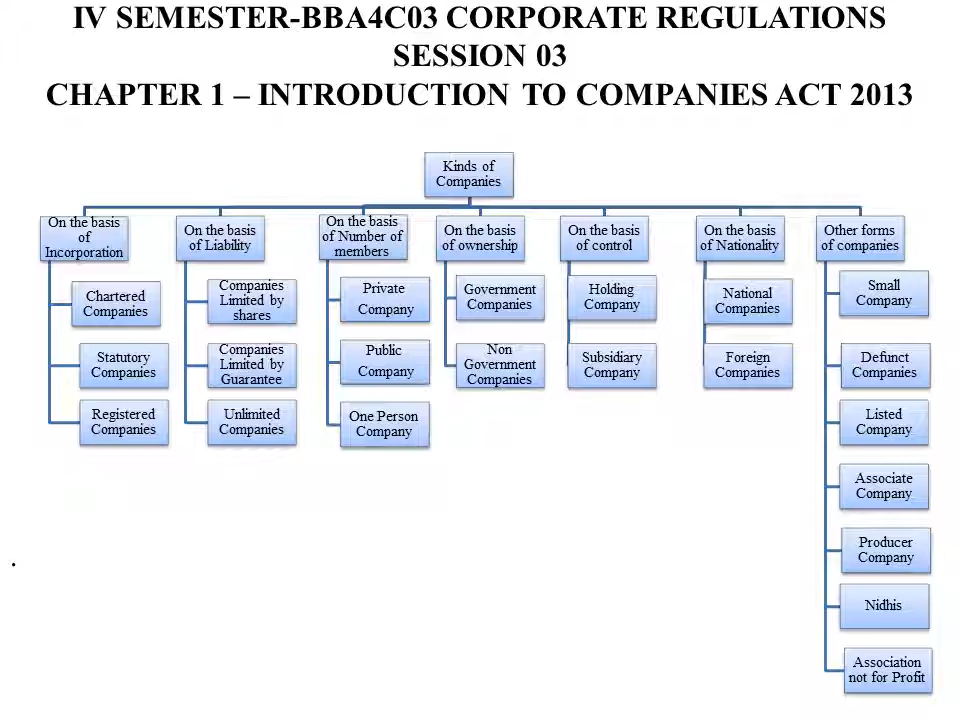 IV SEMESTER-BBA4C03 CORPORATE REGULATIONS
SESSION 03
CHAPTER 1 – INTRODUCTION TO COMPANIES ACT 2013
Kinds of
Companies
On the basis
of
Incorporation
Chartered
Companies
Statutory
Companies
Registered
Companies
On the basis
of Liability
Companies
Limited by
shares
Companies
Limited by
Guarantee
Unlimited
Companies
On the basis
of Number of
members
Private
Company
Public
Company
One Person
Company
On the basis
of ownership
Government
Companies
Non
Government
Companies
On the basis
of control
Holding
Company
Subsidiary
Company
On the basis
of Nationality
National
Companies
Foreign
Companies
Other forms
of companies
Small
Company
Defunct
Companies
Listed
Company
Associate
Company
Producer
Company
Nidhis
Association
not for Profit
.